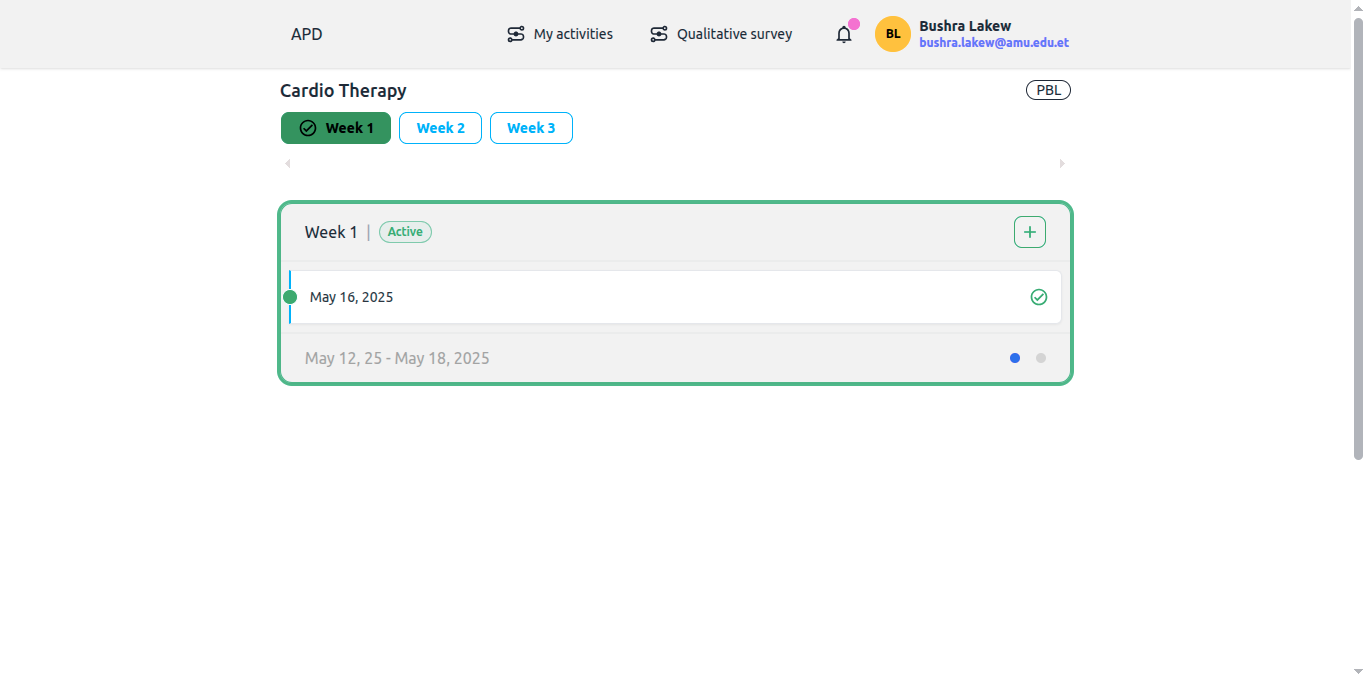 APD
My activities
Qualitative survey
BL
Bushra Lakew
bushra.lakew@amu.edu.et
Cardio Therapy
PBL
Week 1
Week 2
Week 3
Week 1 | Active
May 16, 2025
May 12, 25 - May 18, 2025